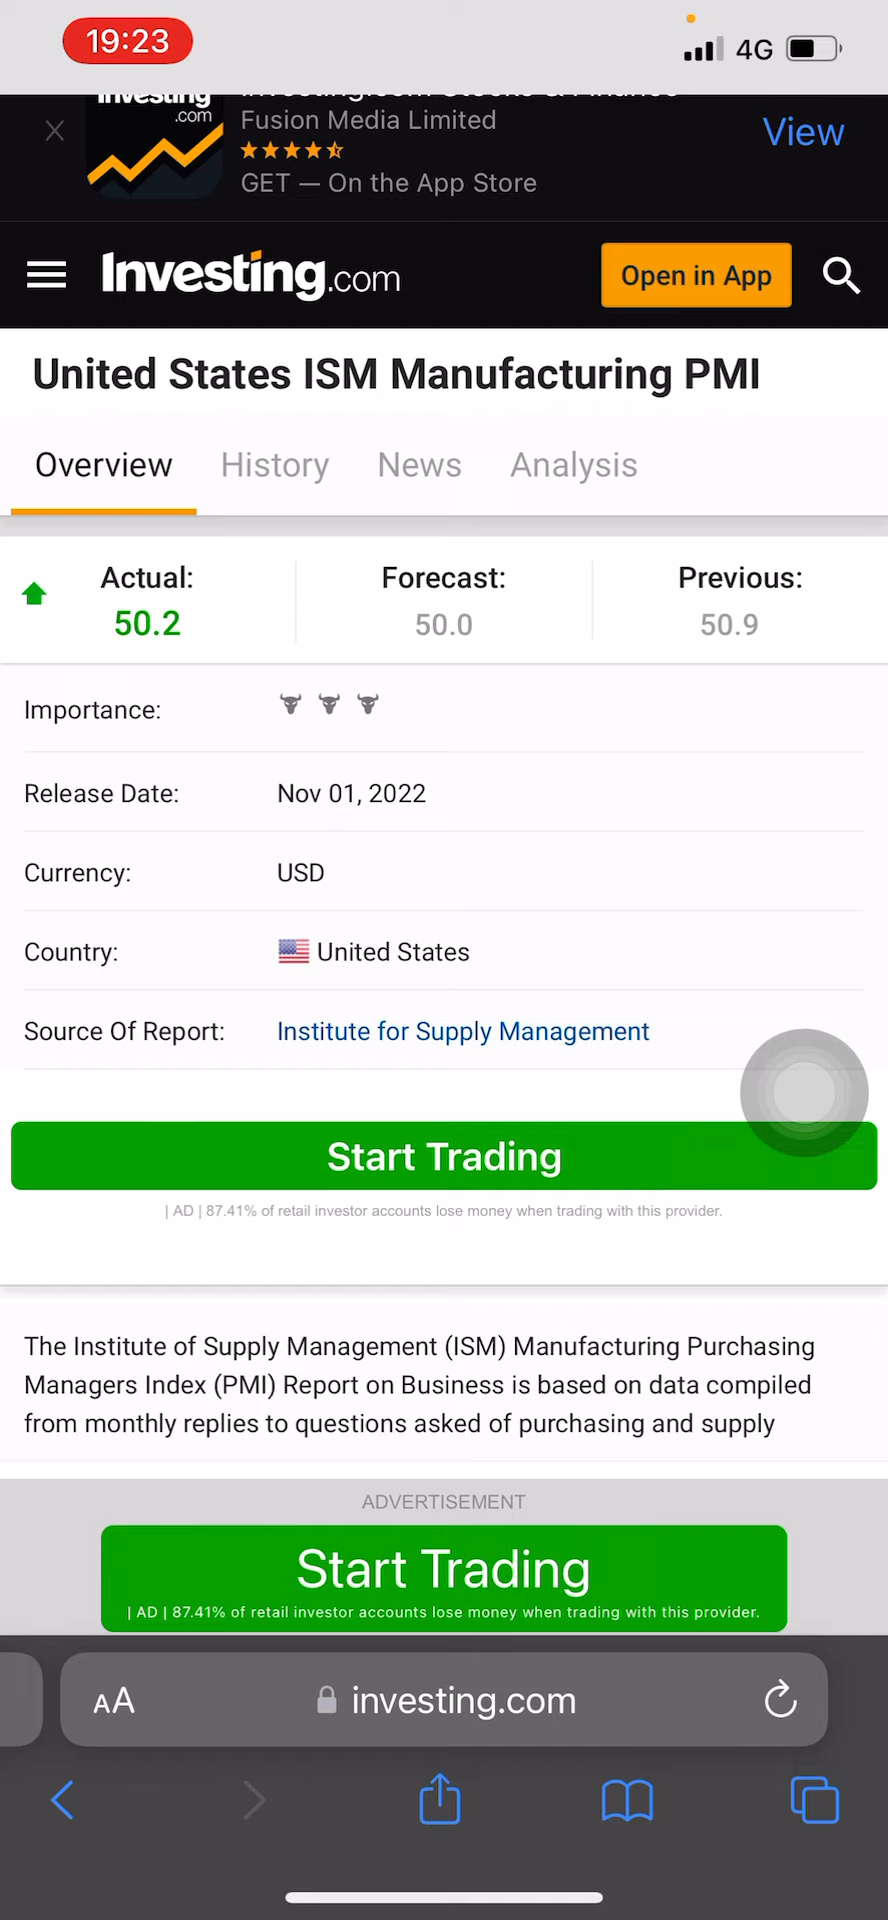 19:23
4G
Investing.com Stocks & Finance
investing
.com
Fusion Media Limited
GET — On the App Store
View
Investing.com
Open in App
United States ISM Manufacturing PMI
Overview
History
News
Analysis
Actual:
Forecast:
Previous:
50.2
50.0
50.9
Importance:
Release Date:
Nov 01, 2022
Currency:
USD
Country:
United States
Source Of Report:
Institute for Supply Management
Start Trading
| AD | 87.41% of retail investor accounts lose money when trading with this provider.
The Institute of Supply Management (ISM) Manufacturing Purchasing
Managers Index (PMI) Report on Business is based on data compiled
from monthly replies to questions asked of purchasing and supply
ADVERTISEMENT
Start Trading
| AD | 87.41% of retail investor accounts lose money when trading with this provider.
AA
investing.com